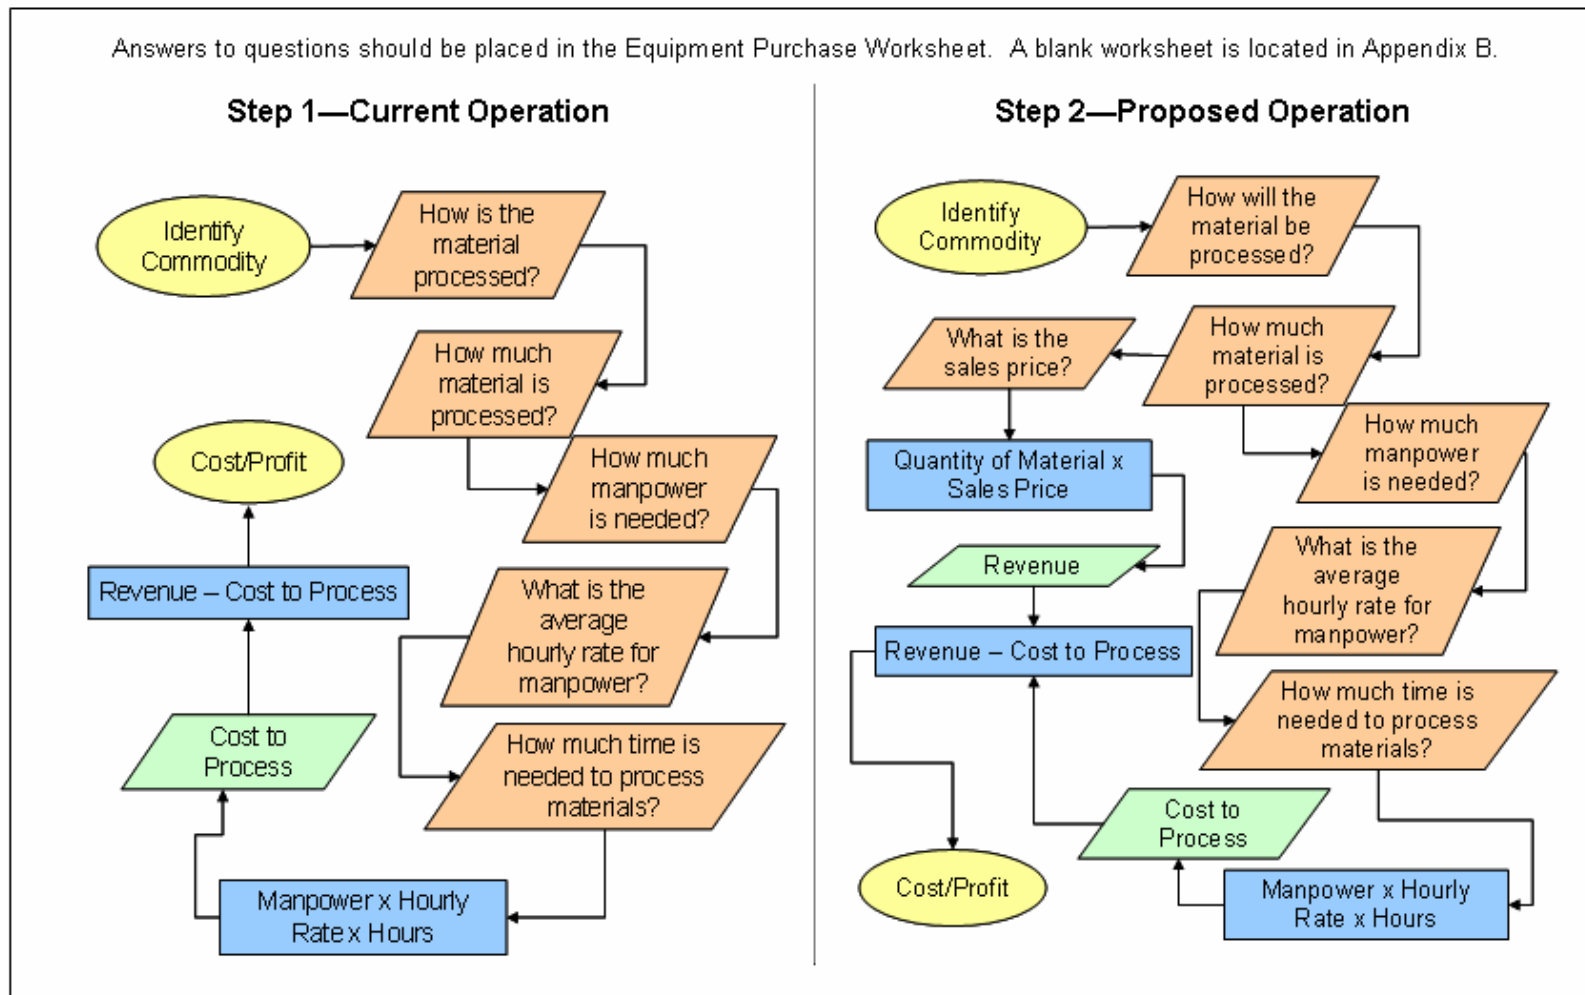 Answers to questions should be placed in the Equipment Purchase Worksheet.  A blank worksheet is located in Appendix B.
Step 1—Current Operation
Identify
Commodity
How is the
material
processed?
How much
material is
processed?
How much
manpower
is needed?
What is the
average
hourly rate for
manpower?
How much time is
needed to process
materials?
Manpower x Hourly
Rate x Hours
Cost to
Process
Revenue – Cost to Process
Cost/Profit
Step 2—Proposed Operation
Identify
Commodity
How will the
material be
processed?
How much
material is
processed?
What is the
sales price?
Quantity of Material x
Sales Price
Revenue
How much
manpower
is needed?
What is the
average
hourly rate for
manpower?
How much time is
needed to process
materials?
Manpower x Hourly
Rate x Hours
Cost to
Process
Revenue – Cost to Process
Cost/Profit